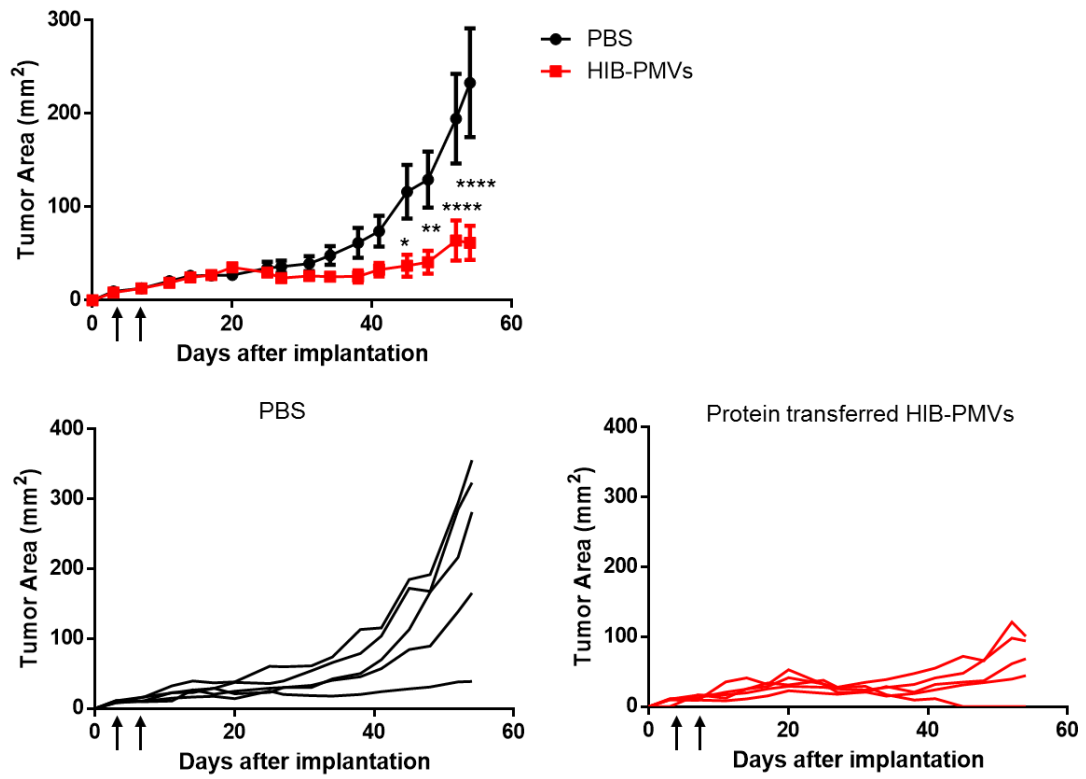 300
200
100
0
Tumor Area (mm²)
0 20 40 60
Days after implantation
PBS
HIB-PMVs
*
**
****
****
PBS
400
300
200
100
0
Tumor Area (mm²)
0 20 40 60
Days after implantation
Protein transferred HIB-PMVs
400
300
200
100
0
Tumor Area (mm²)
0 20 40 60
Days after implantation